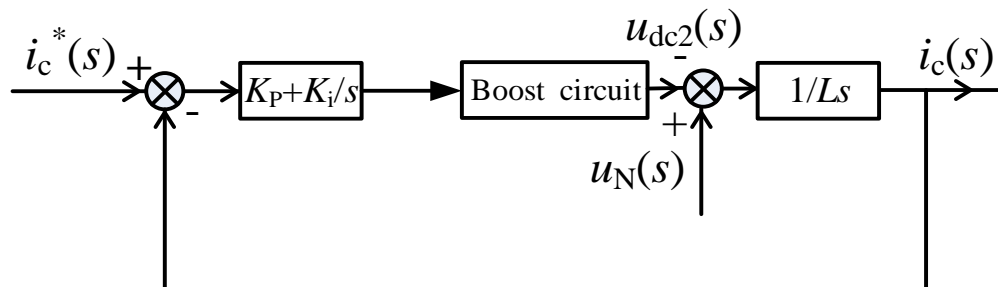 u_dc2(s)
i_c*(s) + - K_P+K_i/s Boost circuit - + 1/Ls i_c(s)
u_N(s)